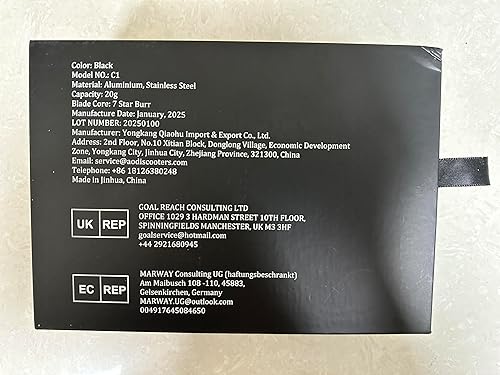 Color: Black
Model NO.: C1
Material: Aluminium, Stainless Steel
Capacity: 20g
Blade Core: 7 Star Burr
Manufacture Date: January, 2025
LOT NUMBER: 20250100
Manufacturer: Yongkang Qiaohu Import & Export Co., Ltd.
Address: 2nd Floor, No.10 Xitian Block, Donglong Village, Economic Development
Zone, Yongkang City, Jinhua City, Zhejiang Province, 321300, China
Email: service@aodiscooters.com
Telephone: +86 18126380248
Made in Jinhua, China
UK REP
GOAL REACH CONSULTING LTD
OFFICE 1029 3 HARDMAN STREET 10TH FLOOR,
SPINNINGFIELDS MANCHESTER, UK M3 3HF
goalservice@hotmail.com
+44 2921680945
EC REP
MARWAY Consulting UG (haftungsbeschrankt)
Am Maibusch 108 -110, 45883,
Gelsenkirchen, Germany
MARWAY.UG@outlook.com
004917645084650